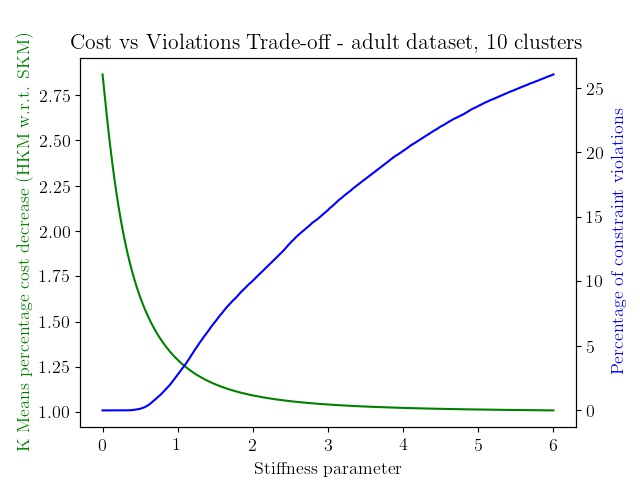 Cost vs Violations Trade-off - adult dataset, 10 clusters
K Means percentage cost decrease (HKM w.r.t. SKM)
2.75
2.50
2.25
2.00
1.75
1.50
1.25
1.00
25
20
15
10
5
0
Percentage of constraint violations
0 1 2 3 4 5 6
Stiffness parameter